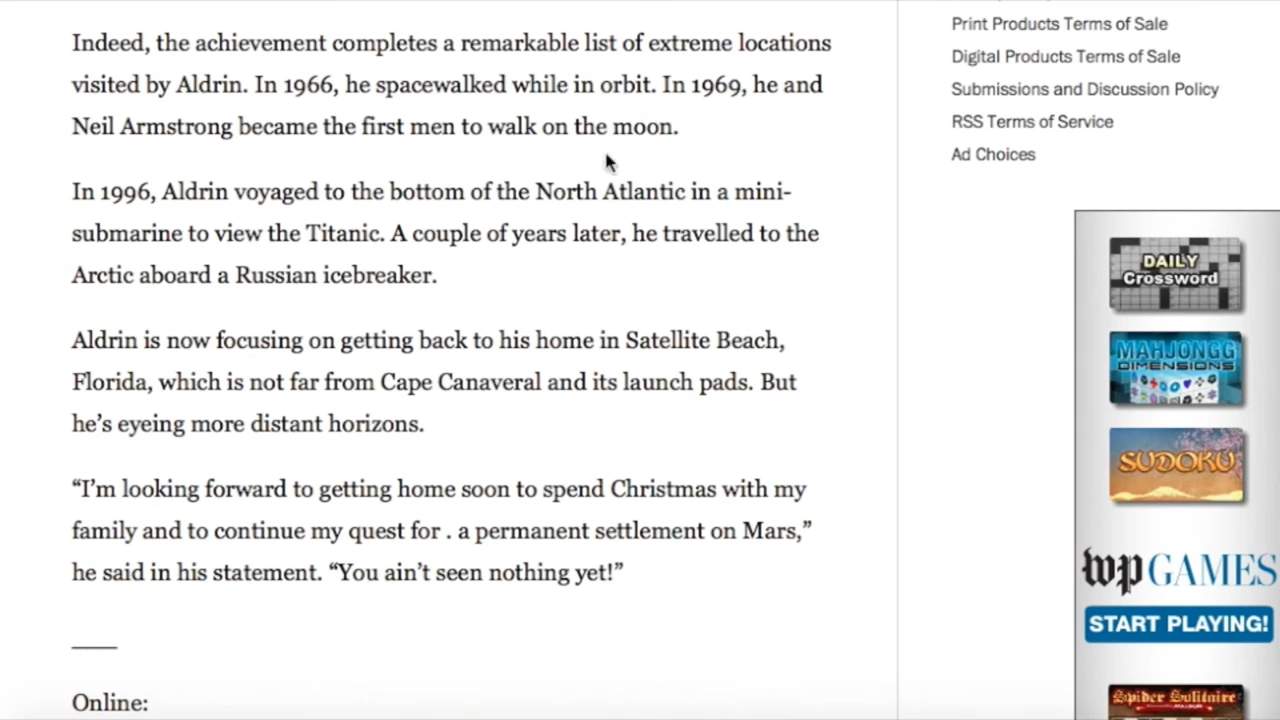 Indeed, the achievement completes a remarkable list of extreme locations
visited by Aldrin. In 1966, he spacewalked while in orbit. In 1969, he and
Neil Armstrong became the first men to walk on the moon.
In 1996, Aldrin voyaged to the bottom of the North Atlantic in a mini-
submarine to view the Titanic. A couple of years later, he travelled to the
Arctic aboard a Russian icebreaker.
Aldrin is now focusing on getting back to his home in Satellite Beach,
Florida, which is not far from Cape Canaveral and its launch pads. But
he’s eyeing more distant horizons.
“I’m looking forward to getting home soon to spend Christmas with my
family and to continue my quest for . a permanent settlement on Mars,”
he said in his statement. “You ain’t seen nothing yet!”
Online:
Print Products Terms of Sale
Digital Products Terms of Sale
Submissions and Discussion Policy
RSS Terms of Service
Ad Choices
DAILY
Crossword
MAHJONGG
DIMENSIONS
SUDOKU
wp GAMES
START PLAYING!
Spider Solitaire